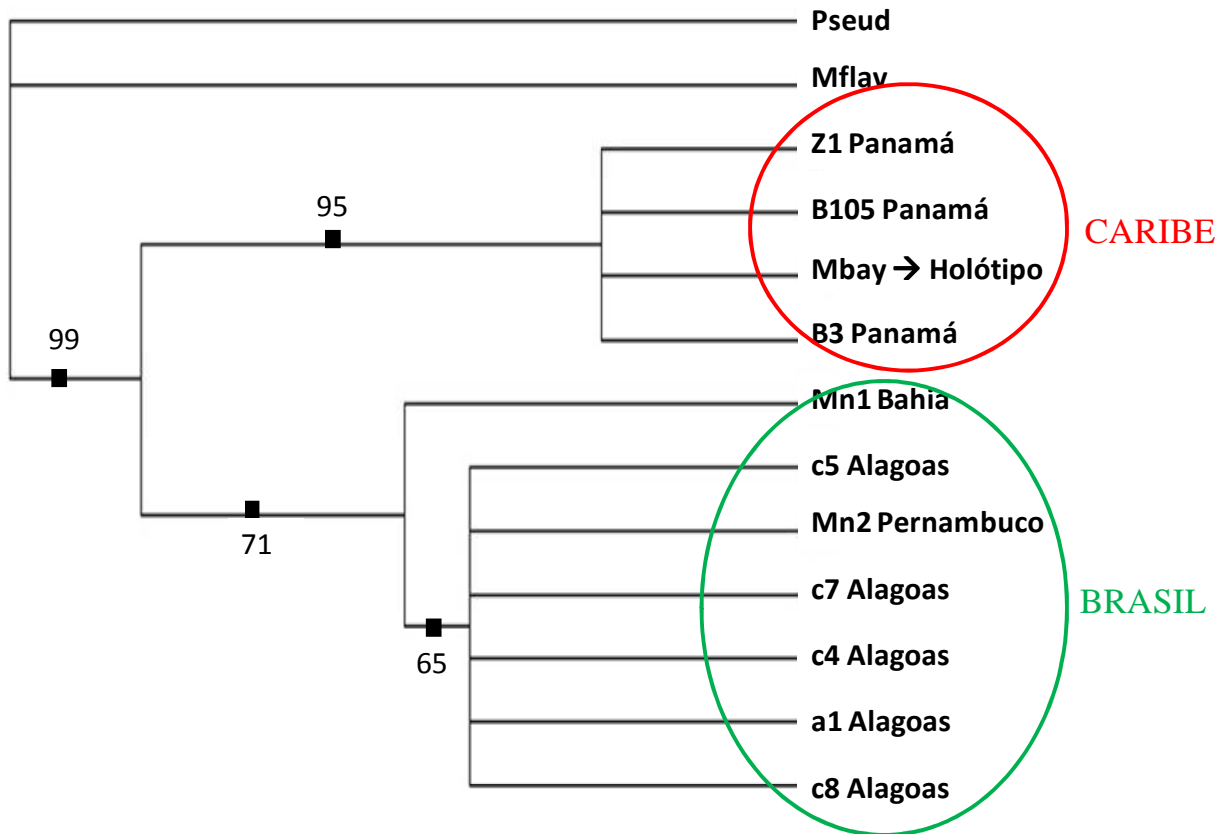 Pseud
Mflav
Z1 Panamá
95
B105 Panamá
CARIBE
Mbay → Holótipo
B3 Panamá
99
Mn1 Bahia
c5 Alagoas
Mn2 Pernambuco
71
c7 Alagoas
BRASIL
65
c4 Alagoas
a1 Alagoas
c8 Alagoas